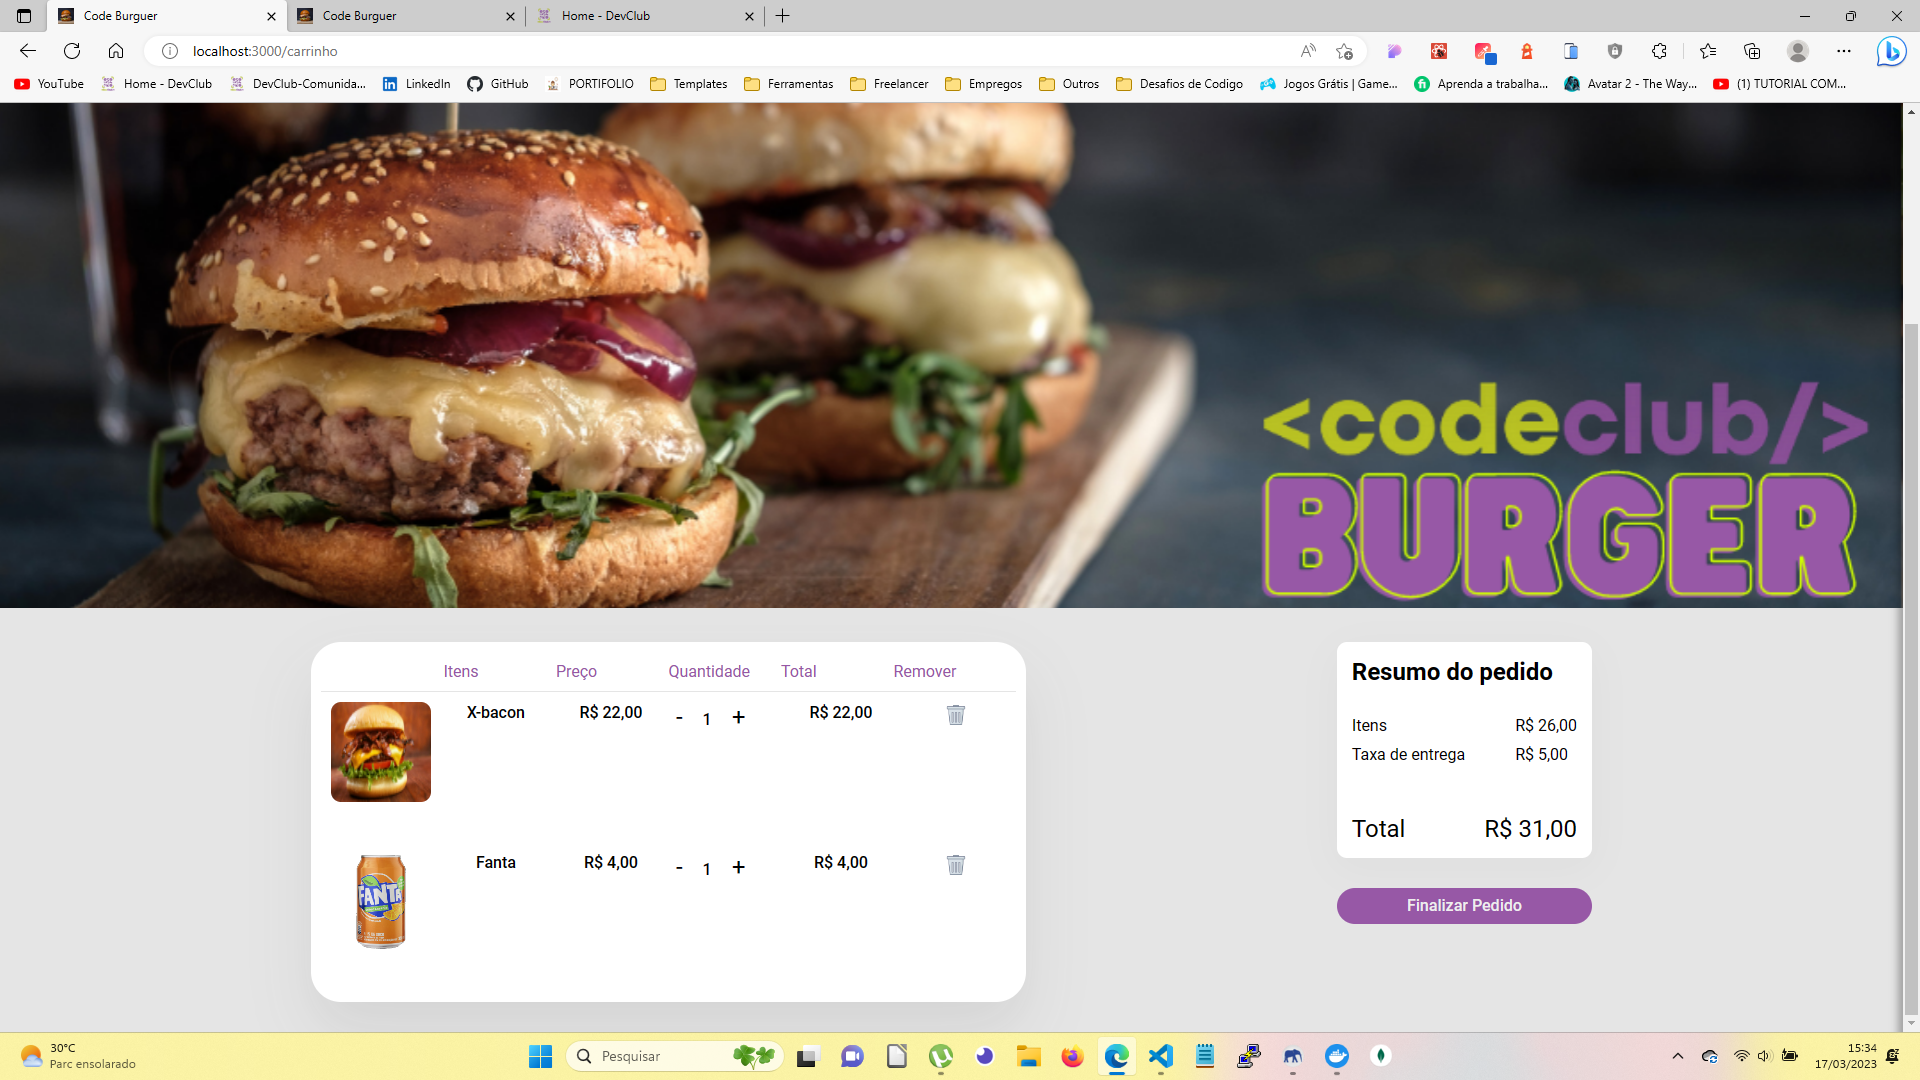 Code Burguer
Code Burguer
Home - DevClub
localhost:3000/carrinho
YouTube
Home - DevClub
DevClub-Comunida...
LinkedIn
GitHub
PORTIFOLIO
Templates
Ferramentas
Freelancer
Empregos
Outros
Desafios de Codigo
Jogos Grátis | Game...
Aprenda a trabalha...
Avatar 2 - The Way...
(1) TUTORIAL COM...
<codeclub/>
BURGER
Itens Preço Quantidade Total Remover
X-bacon R$ 22,00 - 1 + R$ 22,00
Fanta R$ 4,00 - 1 + R$ 4,00
FANTA
Resumo do pedido
Itens R$ 26,00
Taxa de entrega R$ 5,00
Total R$ 31,00
Finalizar Pedido
30°C
Parc ensolarado
Pesquisar
15:34
17/03/2023